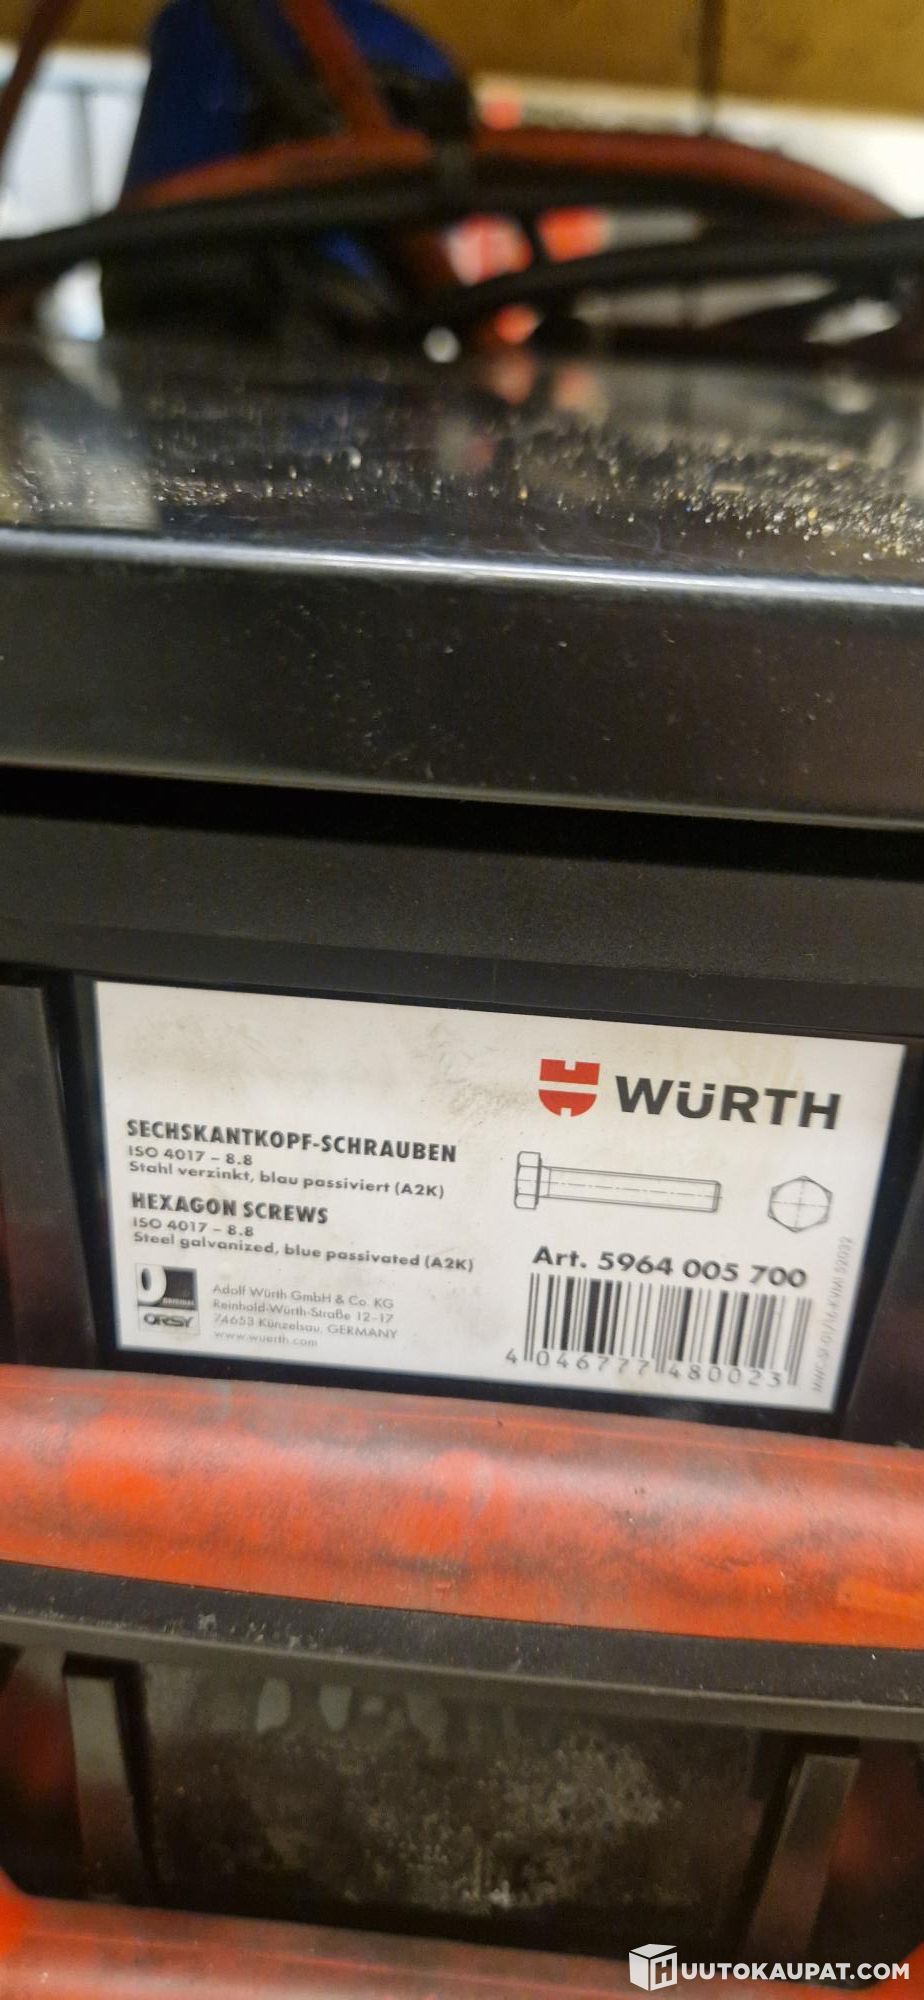 WÜRTH
SECHSKANTKOPF-SCHRAUBEN
ISO 4017 – 8.8
Stahl verzinkt, blau passiviert (A2K)
HEXAGON SCREWS
ISO 4017 – 8.8
Steel galvanized, blue passivated (A2K)
ORIGINAL
ORSY
Adolf Würth GmbH & Co. KG
Reinhold-Würth-Straße 12-17
74653 Künzelsau, GERMANY
www.wuerth.com
Art. 5964 005 700
4 046777 480023
HUUTOKAUPAT.COM